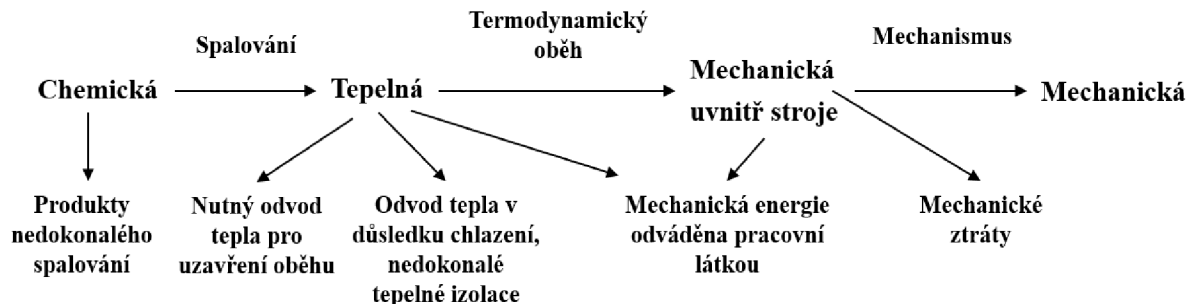 Spalování
Termodynamický
oběh
Mechanismus
Chemická
Tepelná
Mechanická
uvnitř stroje
Mechanická
Produkty
nedokonalého
spalování
Nutný odvod
tepla pro
uzavření oběhu
Odvod tepla v
důsledku chlazení,
nedokonalé
tepelné izolace
Mechanická energie
odváděna pracovní
látkou
Mechanické
ztráty